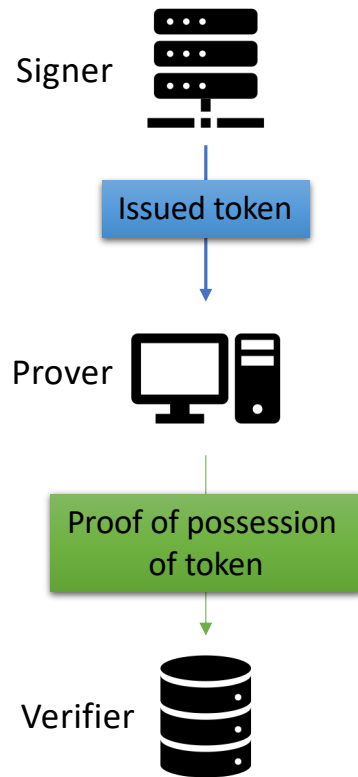 Signer
Issued token
Prover
Proof of possession
of token
Verifier